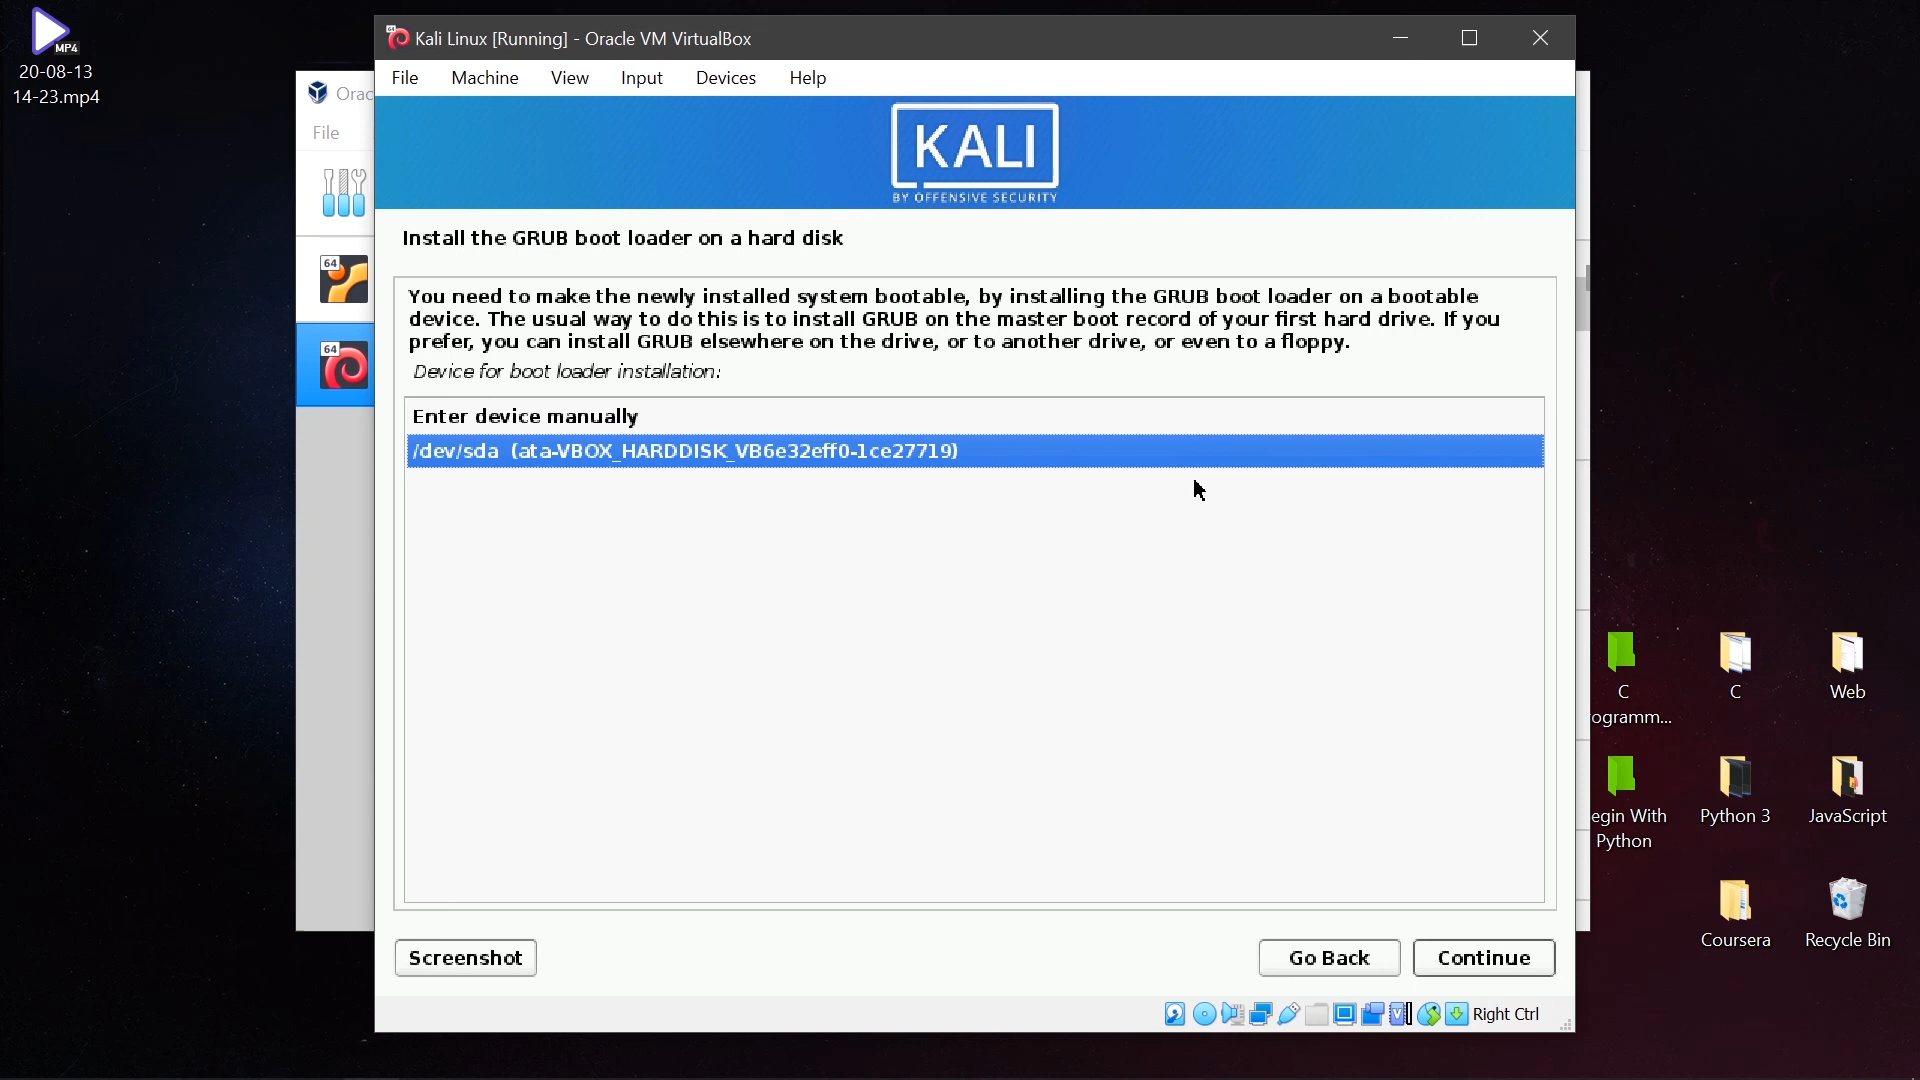 MP4
20-08-13
14-23.mp4
Orac
File
64
64
Kali Linux [Running] - Oracle VM VirtualBox
File Machine View Input Devices Help
KALI
BY OFFENSIVE SECURITY
Install the GRUB boot loader on a hard disk
You need to make the newly installed system bootable, by installing the GRUB boot loader on a bootable
device. The usual way to do this is to install GRUB on the master boot record of your first hard drive. If you
prefer, you can install GRUB elsewhere on the drive, or to another drive, or even to a floppy.
Device for boot loader installation:
Enter device manually
/dev/sda (ata-VBOX_HARDDISK_VB6e32eff0-1ce27719)
Screenshot Go Back Continue
Right Ctrl
C
ogramm...
C
Web
egin With
Python
Python 3
JavaScript
Coursera
Recycle Bin